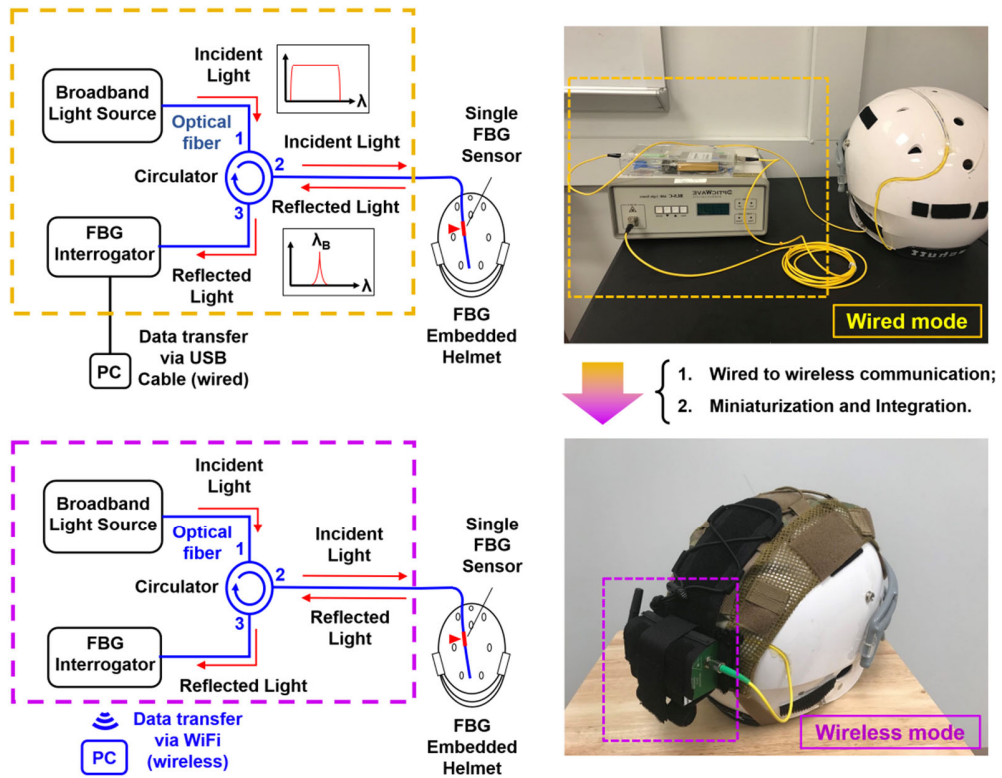 Incident
Light
Broadband
Light Source
Optical
fiber
λ
1
2
3
Circulator
Incident Light
Reflected Light
Single
FBG
Sensor
FBG
Interrogator
Reflected
Light
λB
λ
FBG
Embedded
Helmet
Data transfer
via USB
Cable (wired)
PC
OPTICWAVE
Wired mode
1. Wired to wireless communication;
2. Miniaturization and Integration.
Incident
Light
Broadband
Light Source
Optical
fiber
1
2
3
Circulator
Incident
Light
Reflected
Light
Single
FBG
Sensor
FBG
Interrogator
Reflected Light
FBG
Embedded
Helmet
Data transfer
via WiFi
(wireless)
PC
Wireless mode